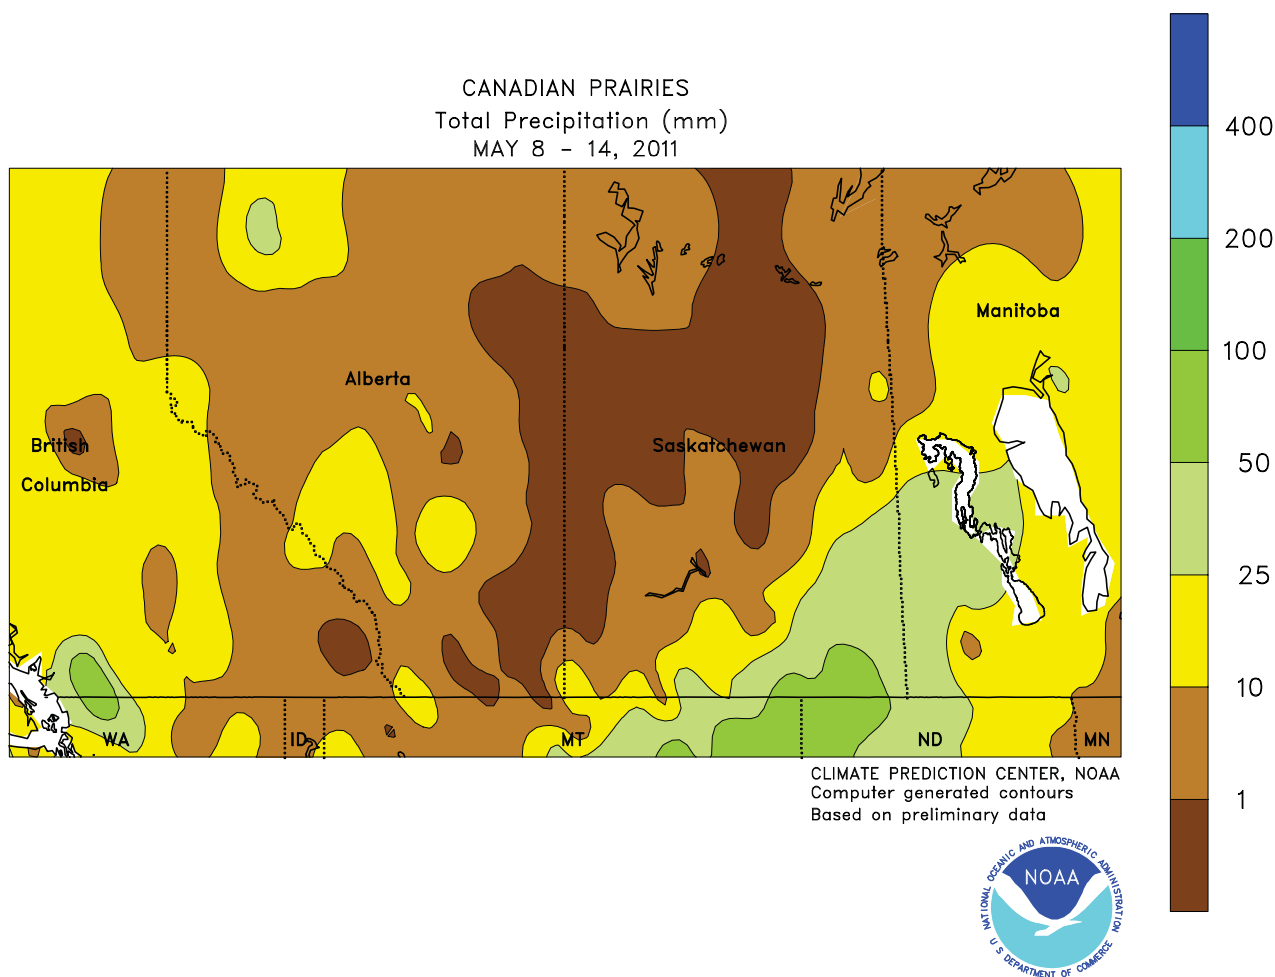 CANADIAN PRAIRIES
Total Precipitation (mm)
MAY 8 - 14, 2011
400
200
100
50
25
10
1
Manitoba
Alberta
British
Columbia
Saskatchewan
WA
ID
MT
ND
MN
CLIMATE PREDICTION CENTER, NOAA
Computer generated contours
Based on preliminary data
NATIONAL OCEANIC AND ATMOSPHERIC ADMINISTRATION
NOAA
U S DEPARTMENT OF COMMERCE